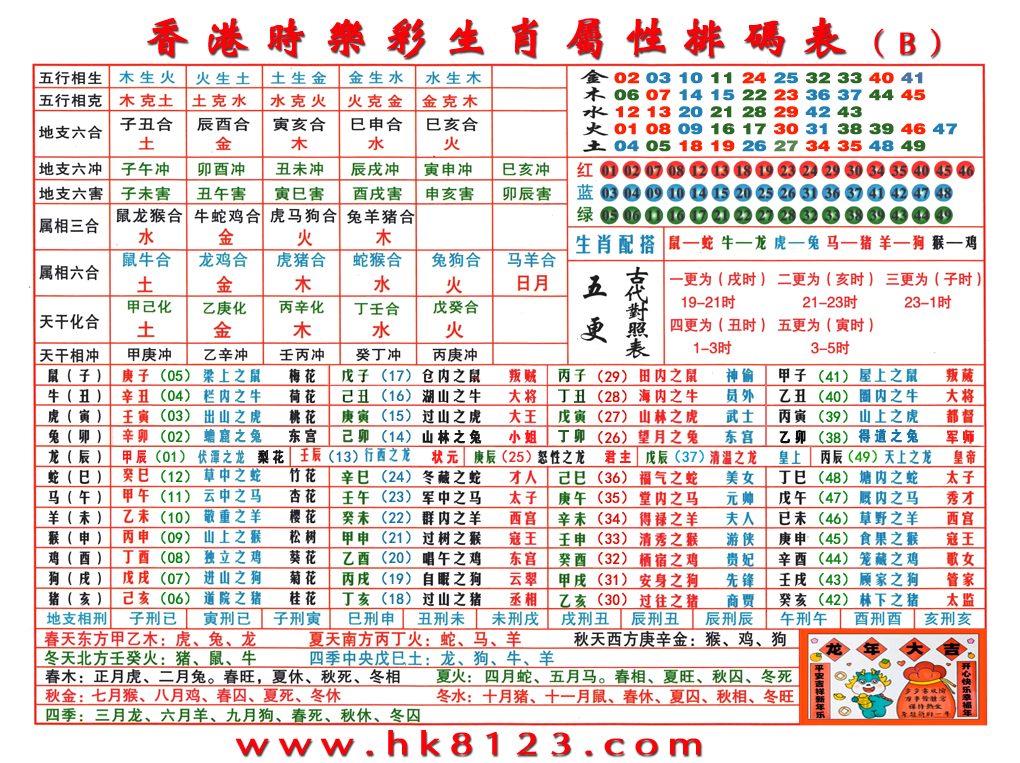 香港時樂彩生肖屬性排碼表（B）
五行相生 木生火 火生土 土生金 金生水 水生木
五行相克 木克土 土克水 水克火 火克金 金克木
地支六合 子丑合 辰酉合 寅亥合 巳申合 巳亥合
土 金 木 水 火
地支六冲 子午冲 卯酉冲 丑未冲 辰戌冲 寅申冲 巳亥冲
地支六害 子未害 丑午害 寅巳害 酉戌害 申亥害 卯辰害
属相三合 鼠龙猴合 牛蛇鸡合 虎马狗合 兔羊猪合
水 金 火 木
属相六合 鼠牛合 龙鸡合 虎猪合 蛇猴合 兔狗合 马羊合
土 金 木 水 火 日月
天干化合 甲己化 乙庚化 丙辛化 丁壬合 戊癸合
土 金 木 水 火
天干相冲 甲庚冲 乙辛冲 壬丙冲 癸丁冲 丙庚冲
金 02 03 10 11 24 25 32 33 40 41
木 06 07 14 15 22 23 36 37 44 45
水 12 13 20 21 28 29 42 43
火 01 08 09 16 17 30 31 38 39 46 47
土 04 05 18 19 26 27 34 35 48 49
红 01 02 07 08 12 13 18 19 23 24 29 30 34 35 40 45 46
蓝 03 04 09 10 14 15 20 25 26 31 36 37 41 42 47 48
绿 05 06 11 16 17 21 22 27 28 32 33 38 39 43 44 49
生肖配搭 鼠—蛇 牛—龙 虎—兔 马—猪 羊—狗 猴—鸡
五更
古代對照表
一更为（戌时） 二更为（亥时） 三更为（子时）
19-21时 21-23时 23-1时
四更为（丑时） 五更为（寅时）
1-3时 3-5时
鼠（子） 庚子（05）梁上之鼠 梅花 戊子（17）仓内之鼠 叛贼 丙子（29）田内之鼠 神偷 甲子（41）屋上之鼠 叛藏
牛（丑） 辛丑（04）栏内之牛 荷花 己丑（16）湖山之牛 大将 丁丑（28）海内之牛 员外 乙丑（40）圈内之牛 大将
虎（寅） 壬寅（03）出山之虎 桃花 庚寅（15）过山之虎 大王 戊寅（27）山林之虎 武士 丙寅（39）山上之虎 都督
兔（卯） 辛卯（02）蟾窟之兔 东宫 己卯（14）山林之兔 小姐 丁卯（26）望月之兔 东宫 乙卯（38）得道之兔 军师
龙（辰） 甲辰（01）伏潭之龙 梨花 壬辰（13）行西之龙 状元 庚辰（25）怒性之龙 君主 戊辰（37）清温之龙 皇上 丙辰（49）天上之龙 皇帝
蛇（巳） 癸巳（12）草中之蛇 竹花 辛巳（24）冬藏之蛇 才人 己巳（36）福气之蛇 美女 丁巳（48）塘内之蛇 太子
马（午） 甲午（11）云中之马 杏花 壬午（23）军中之马 太子 庚午（35）堂内之马 元帅 戊午（47）厩内之马 秀才
羊（未） 乙未（10）敬重之羊 樱花 癸未（22）群内之羊 西宫 辛未（34）得禄之羊 夫人 已未（46）草野之羊 西宫
猴（申） 丙申（09）山上之猴 松树 甲申（21）过树之猴 寇王 壬申（33）清秀之猴 游侠 庚申（45）食果之猴 寇王
鸡（酉） 丁酉（08）独立之鸡 葵花 乙酉（20）唱午之鸡 东宫 癸酉（32）栖宿之鸡 贵妃 辛酉（44）笼藏之鸡 歌女
狗（戌） 戊戌（07）进山之狗 菊花 丙戌（19）自眠之狗 云翠 甲戌（31）安身之狗 先锋 壬戌（43）顾家之狗 管家
猪（亥） 己亥（06）道院之猪 桂花 丁亥（18）过山之猪 丞相 乙亥（30）过往之猪 商贾 癸亥（42）林下之猪 太监
地支相刑 子刑已 寅刑已 子刑寅 巳刑申 丑刑未 未刑戌 戌刑丑 辰刑丑 辰刑辰 午刑午 酉刑酉 亥刑亥
春天东方甲乙木：虎、兔、龙 夏天南方丙丁火：蛇、马、羊 秋天西方庚辛金：猴、鸡、狗
冬天北方壬癸火：猪、鼠、牛 四季中央戊巳土：龙、狗、牛、羊
春木：正月虎、二月兔。春旺，夏休、秋死、冬相 夏火：四月蛇、五月马。春相、夏旺、秋囚、冬死
秋金：七月猴、八月鸡、春囚、夏死、冬休 冬水：十月猪、十一月鼠、春休、夏囚、秋相、冬旺
四季：三月龙、六月羊、九月狗、春死、秋休、冬囚
龙年大吉
平安吉祥新年乐
开心快乐幸福年
www.hk8123.com